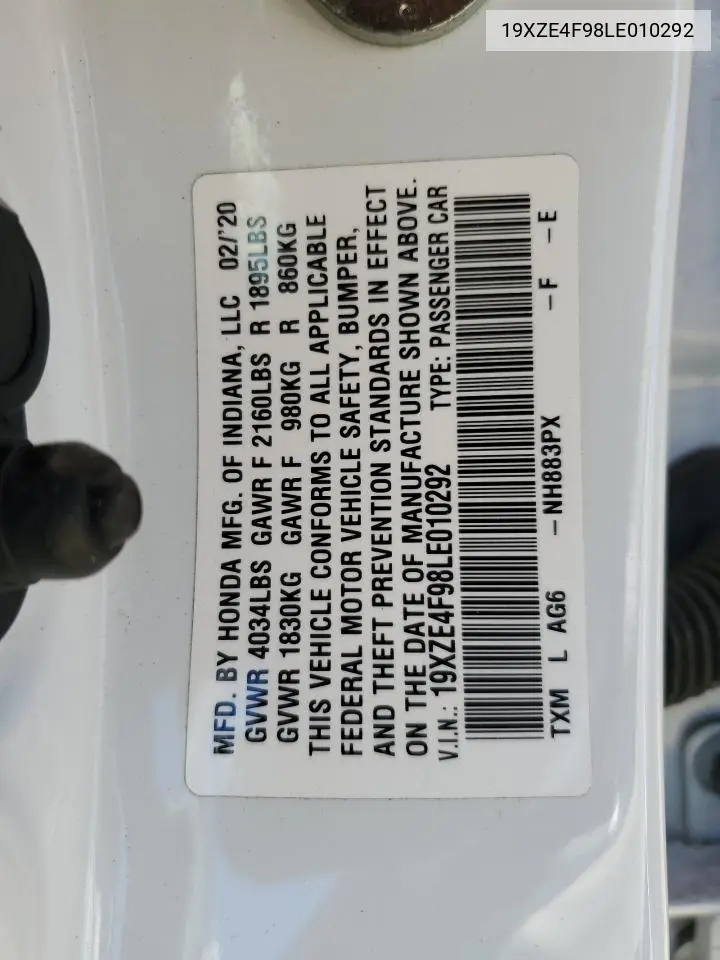 19XZE4F98LE010292
MFD. BY HONDA MFG. OF INDIANA, LLC 02/'20
GVWR 4034LBS GAWR F 2160LBS R 1895LBS
GVWR 1830KG GAWR F 980KG R 860KG
THIS VEHICLE CONFORMS TO ALL APPLICABLE
FEDERAL MOTOR VEHICLE SAFETY, BUMPER,
AND THEFT PREVENTION STANDARDS IN EFFECT
ON THE DATE OF MANUFACTURE SHOWN ABOVE.
V.I.N.: 19XZE4F98LE010292 TYPE: PASSENGER CAR
TXM L AG6 - NH883PX - F - E